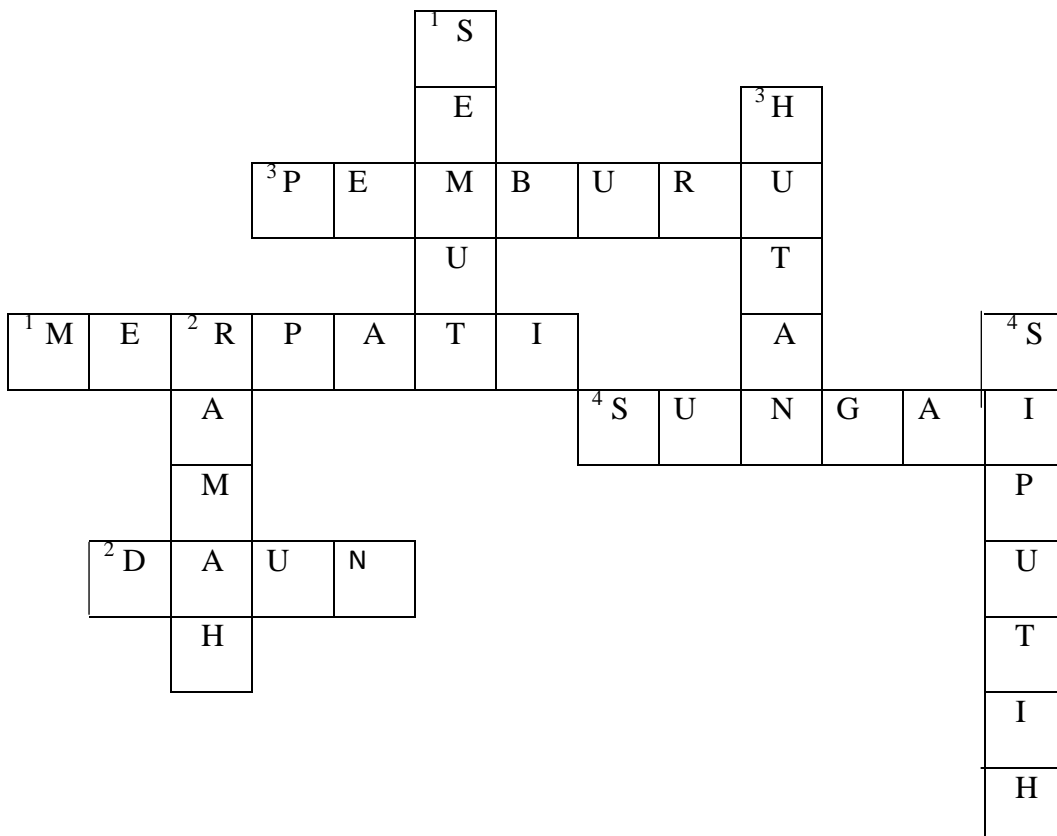 1 S
E 3 H
3 P E M B U R U
U T
1 M E 2 R P A T I A 4 S
A 4 S U N G A I
M P
2 D A U N U
H T
I
H